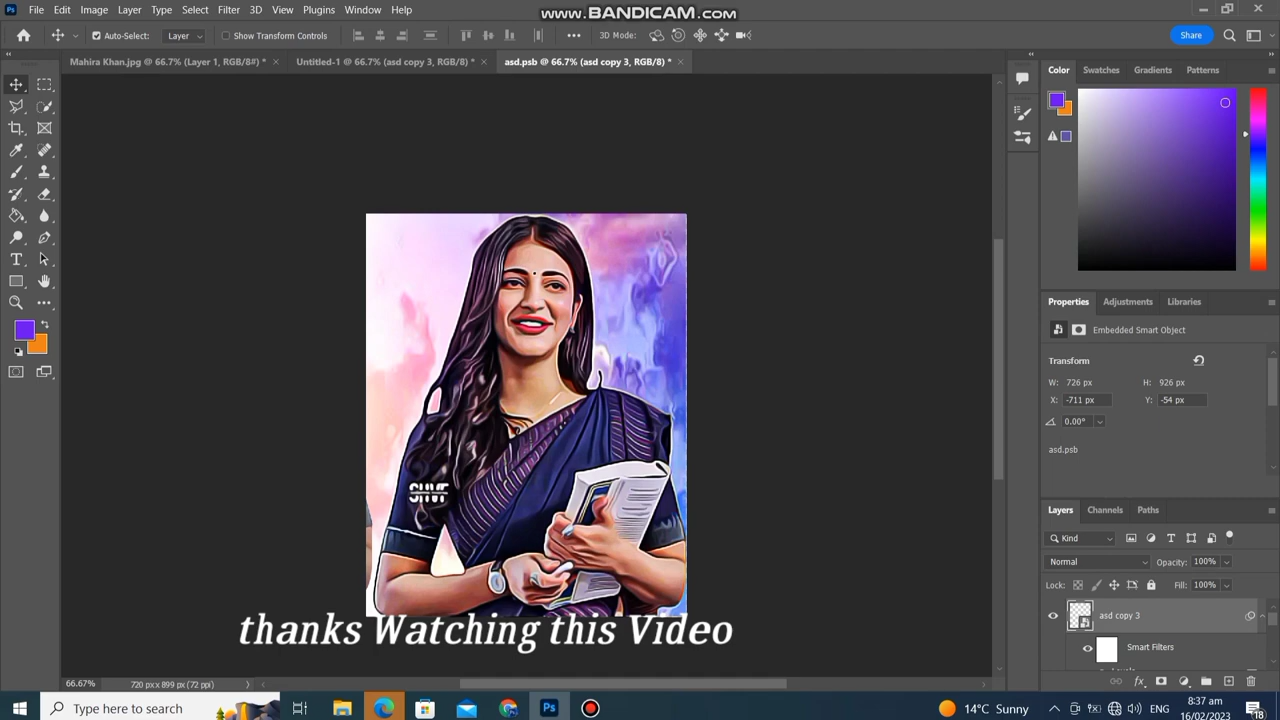 www.BANDICAM.com
File Edit Image Layer Type Select Filter 3D View Plugins Window Help
Auto-Select: Layer Show Transform Controls 3D Mode: Share
Mahira Khan.jpg @ 66.7% (Layer 1, RGB/8#) * Untitled-1 @ 66.7% (asd copy 3, RGB/8) * asd.psb @ 66.7% (asd copy 3, RGB/8) *
Color Swatches Gradients Patterns
Properties Adjustments Libraries
Embedded Smart Object
Transform
W: 726 px H: 926 px
X: -711 px Y: -54 px
0.00°
asd.psb
SHVF
thanks Watching this Video
Layers Channels Paths
Kind
Normal Opacity: 100%
Lock: Fill: 100%
asd copy 3
Smart Filters
66.67% 720 px x 899 px (72 ppi)
Type here to search
14°C Sunny
ENG
8:37 am
16/02/2023
18